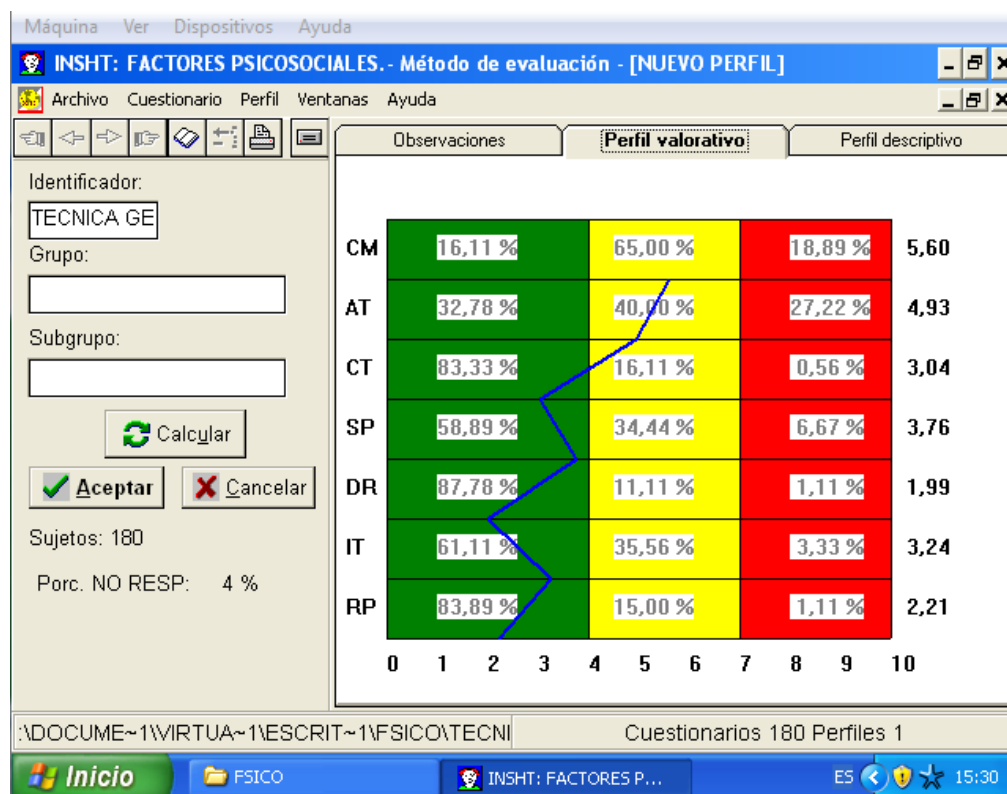 Máquina Ver Dispositivos Ayuda
INSHT: FACTORES PSICOSOCIALES.- Método de evaluación - [NUEVO PERFIL]
Archivo Cuestionario Perfil Ventanas Ayuda
Observaciones Perfil valorativo Perfil descriptivo
Identificador:
TECNICA GE
Grupo:
Subgrupo:
Calcular
Aceptar Cancelar
Sujetos: 180
Porc. NO RESP: 4 %
CM 16,11 % 65,00 % 18,89 % 5,60
AT 32,78 % 40,00 % 27,22 % 4,93
CT 83,33 % 16,11 % 0,56 % 3,04
SP 58,89 % 34,44 % 6,67 % 3,76
DR 87,78 % 11,11 % 1,11 % 1,99
IT 61,11 % 35,56 % 3,33 % 3,24
RP 83,89 % 15,00 % 1,11 % 2,21
0 1 2 3 4 5 6 7 8 9 10
:\DOCUME~1\VIRTUA~1\ESCRIT~1\FSICO\TECNI Cuestionarios 180 Perfiles 1
Inicio FSICO INSHT: FACTORES P... ES 15:30